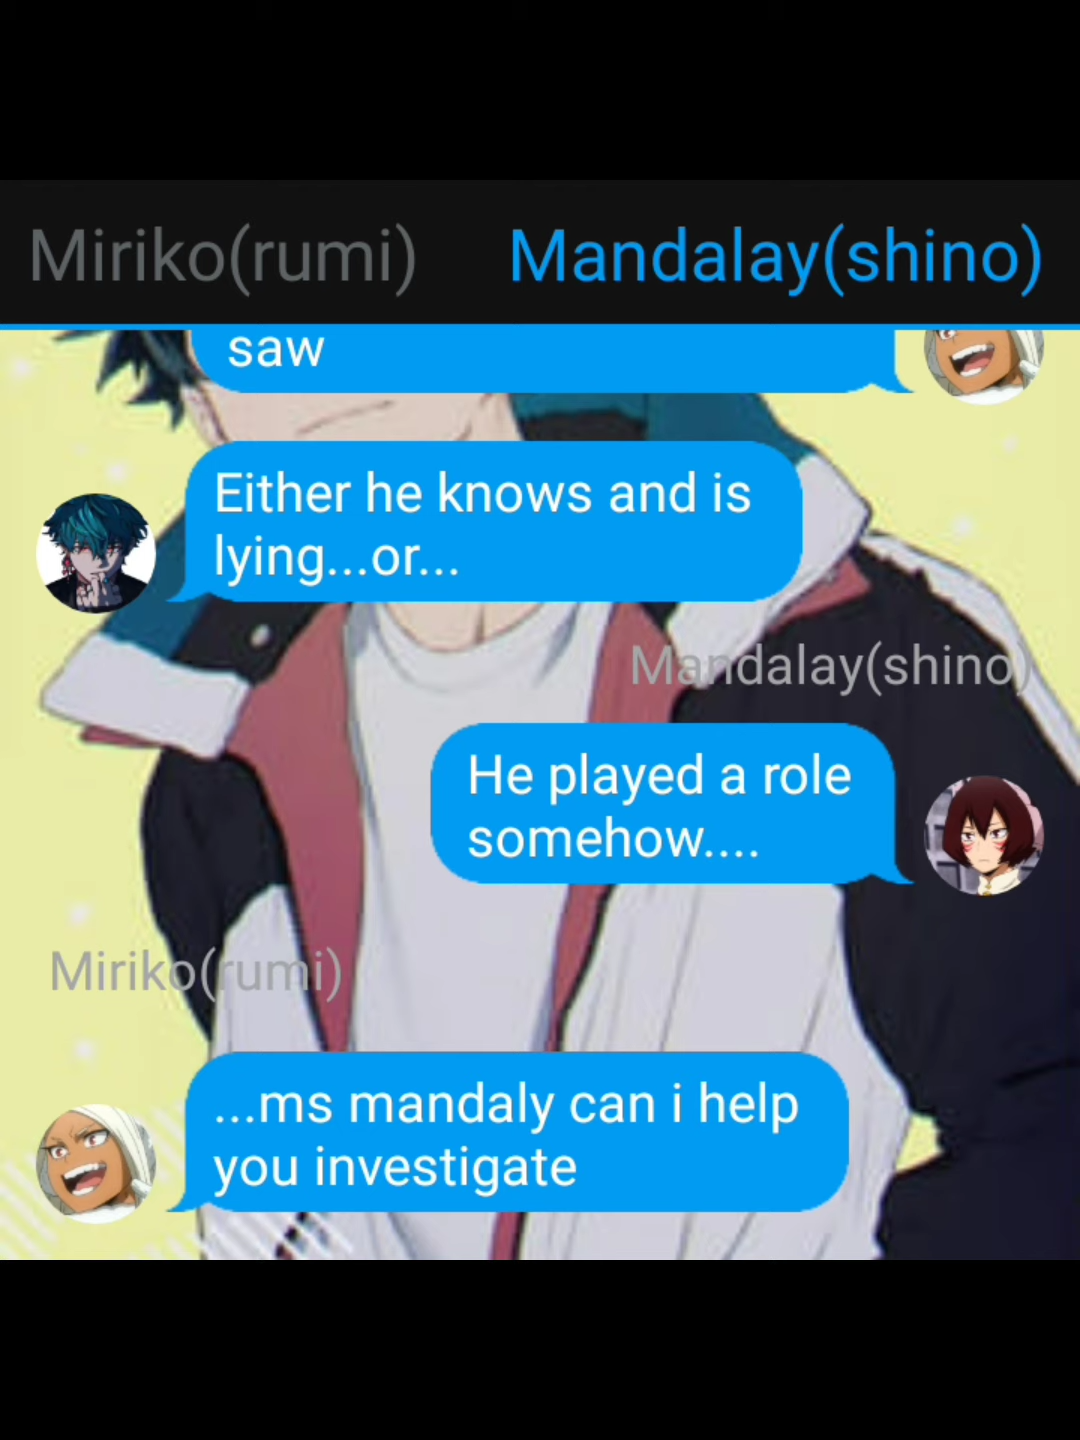 Miriko(rumi) Mandalay(shino)
saw
Either he knows and is
lying...or...
Mandalay(shino)
He played a role
somehow....
Miriko(rumi)
...ms mandaly can i help
you investigate